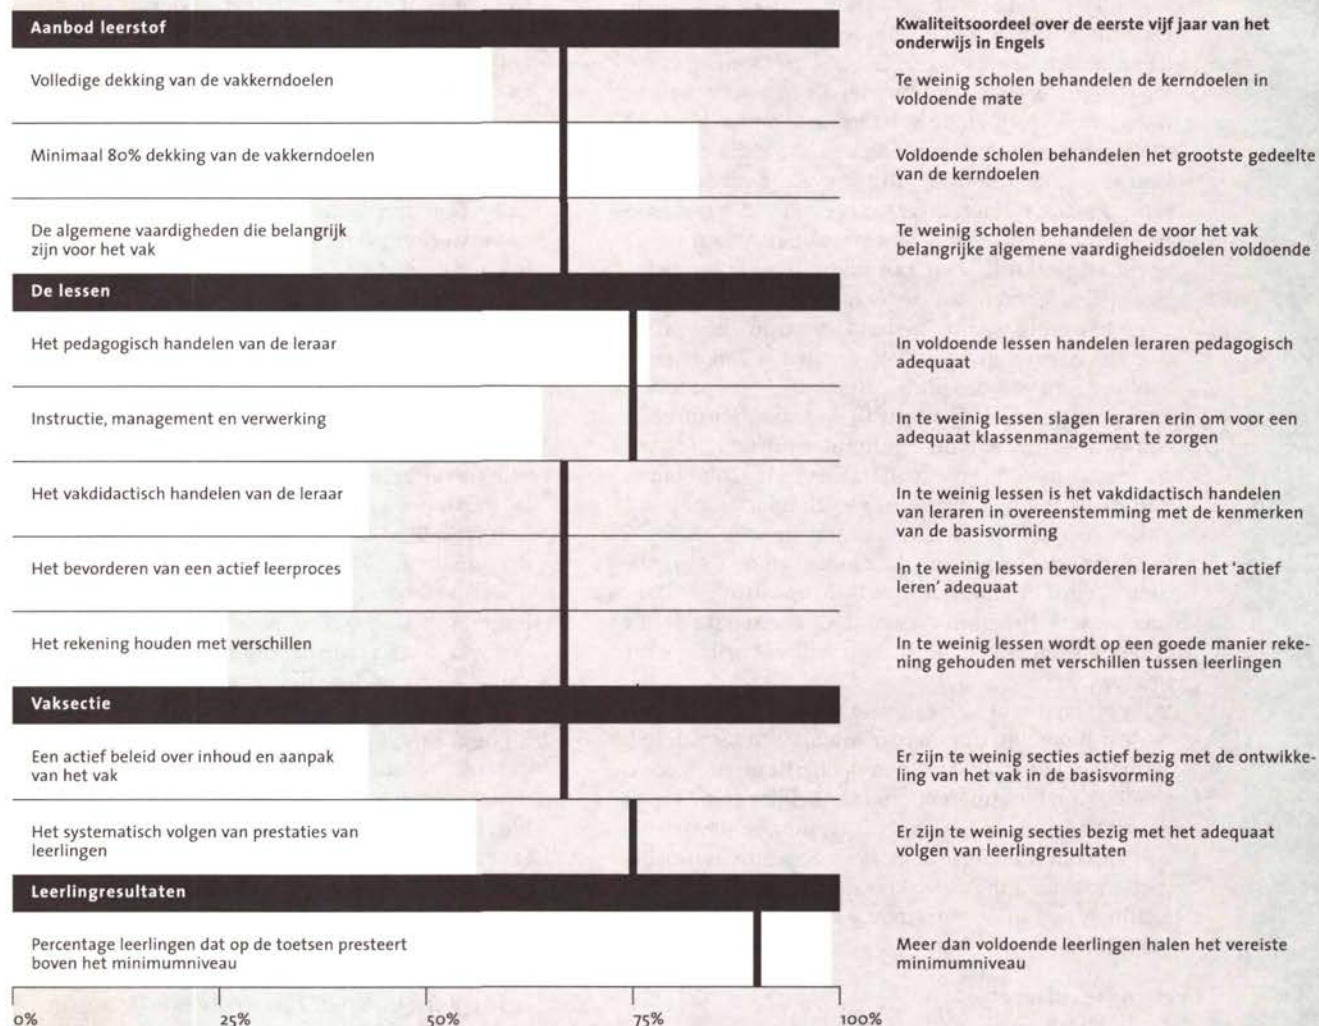 Aanbod leerstof
Kwaliteitsoordeel over de eerste vijf jaar van het
onderwijs in Engels
Volledige dekking van de vakkerndoelen
Te weinig scholen behandelen de kerndoelen in
voldoende mate
Minimaal 80% dekking van de vakkerndoelen
Voldoende scholen behandelen het grootste gedeelte
van de kerndoelen
De algemene vaardigheden die belangrijk
zijn voor het vak
Te weinig scholen behandelen de voor het vak
belangrijke algemene vaardigheidsdoelen voldoende
De lessen
Het pedagogisch handelen van de leraar
In voldoende lessen handelen leraren pedagogisch
adequaat
Instructie, management en verwerking
In te weinig lessen slagen leraren erin om voor een
adequaat klassenmanagement te zorgen
Het vakdidactisch handelen van de leraar
In te weinig lessen is het vakdidactisch handelen
van leraren in overeenstemming met de kenmerken
van de basisvorming
Het bevorderen van een actief leerproces
In te weinig lessen bevorderen leraren het 'actief
leren' adequaat
Het rekening houden met verschillen
In te weinig lessen wordt op een goede manier reke-
ning gehouden met verschillen tussen leerlingen
Vaksectie
Een actief beleid over inhoud en aanpak
van het vak
Er zijn te weinig secties actief bezig met de ontwikke-
ling van het vak in de basisvorming
Het systematisch volgen van prestaties van
leerlingen
Er zijn te weinig secties bezig met het adequaat
volgen van leerlingresultaten
Leerlingresultaten
Percentage leerlingen dat op de toetsen presteert
boven het minimumniveau
Meer dan voldoende leerlingen halen het vereiste
minimumniveau
0% 25% 50% 75% 100%